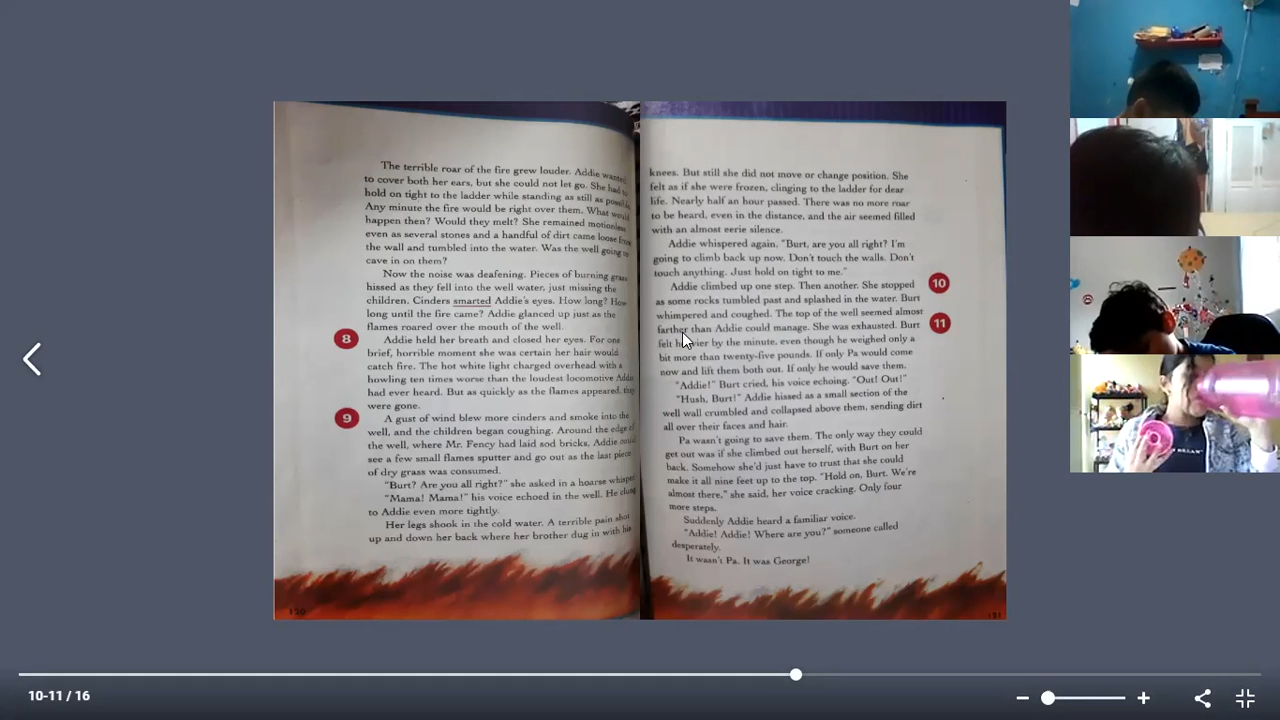 The terrible roar of the fire grew louder. Addie wanted
to cover both her ears, but she could not let go. She had to
hold on tight to the ladder while standing as still as possible.
Any minute the fire would be right over them. What would
happen then? Would they melt? She remained motionless
even as several stones and a handful of dirt came loose from
the wall and tumbled into the water. Was the well going to
cave in on them?
Now the noise was deafening. Pieces of burning grass
hissed as they fell into the well water, just missing the
children. Cinders smarted Addie's eyes. How long? How
long until the fire came? Addie glanced up just as the
flames roared over the mouth of the well.
8
Addie held her breath and closed her eyes. For one
brief, horrible moment she was certain her hair would
catch fire. The hot white light charged overhead with a
howling ten times worse than the loudest locomotive Addie
had ever heard. But as quickly as the flames appeared, they
were gone.
9
A gust of wind blew more cinders and smoke into the
well, and the children began coughing. Around the edge of
the well, where Mr. Fency had laid sod bricks, Addie could
see a few small flames sputter and go out as the last piece
of dry grass was consumed.
"Burt? Are you all right?" she asked in a hoarse whisper.
"Mama! Mama!" his voice echoed in the well. He clung
to Addie even more tightly.
Her legs shook in the cold water. A terrible pain shot
up and down her back where her brother dug in with his
120
knees. But still she did not move or change position. She
felt as if she were frozen, clinging to the ladder for dear
life. Nearly half an hour passed. There was no more roar
to be heard, even in the distance, and the air seemed filled
with an almost eerie silence.
Addie whispered again, "Burt, are you all right? I'm
going to climb back up now. Don't touch the walls. Don't
touch anything. Just hold on tight to me."
10
Addie climbed up one step. Then another. She stopped
as some rocks tumbled past and splashed in the water. Burt
whimpered and coughed. The top of the well seemed almost
11
farther than Addie could manage. She was exhausted. Burt
felt heavier by the minute, even though he weighed only a
bit more than twenty-five pounds. If only Pa would come
now and lift them both out. If only he would save them.
"Addie!" Burt cried, his voice echoing. "Out! Out!"
"Hush, Burt!" Addie hissed as a small section of the
well wall crumbled and collapsed above them, sending dirt
all over their faces and hair.
Pa wasn't going to save them. The only way they could
get out was if she climbed out herself, with Burt on her
back. Somehow she'd just have to trust that she could
make it all nine feet up to the top. "Hold on, Burt. We're
almost there," she said, her voice cracking. Only four
more steps.
Suddenly Addie heard a familiar voice.
"Addie! Addie! Where are you?" someone called
desperately.
It wasn't Pa. It was George!
121
10-11 / 16